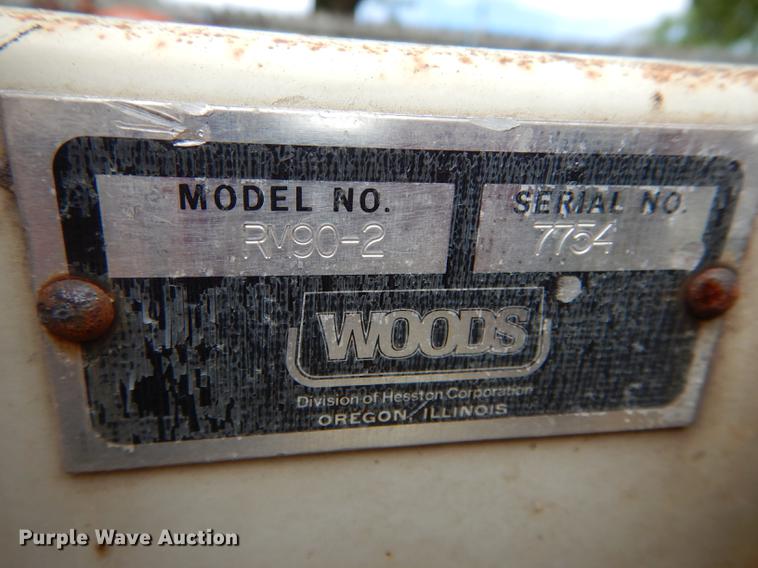 MODEL NO.
RM90-2
SERIAL NO.
7754
WOODS
Division of Hesston Corporation
OREGON, ILLINOIS
Purple Wave Auction